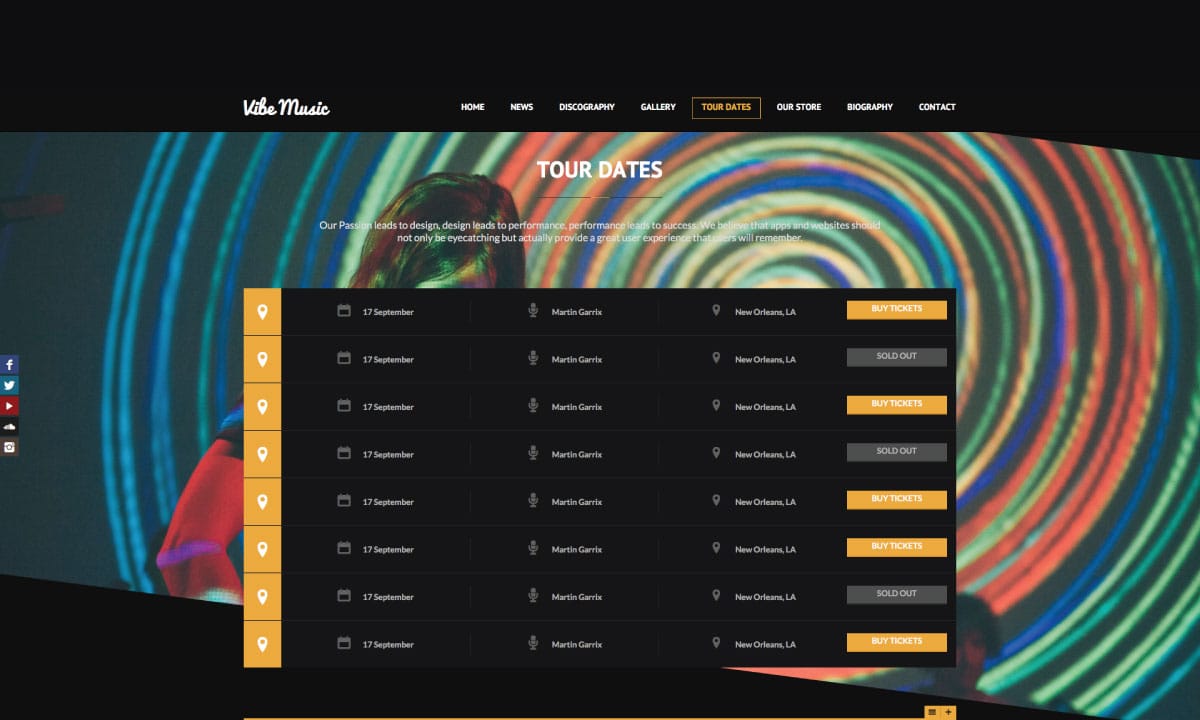 Vibe Music
HOME NEWS DISCOGRAPHY GALLERY TOUR DATES OUR STORE BIOGRAPHY CONTACT
TOUR DATES
Our Passion leads to design, design leads to performance, performance leads to success. We believe that apps and websites should
not only be eyecatching but actually provide a great user experience that users will remember.
17 September Martin Garrix New Orleans, LA BUY TICKETS
17 September Martin Garrix New Orleans, LA SOLD OUT
17 September Martin Garrix New Orleans, LA BUY TICKETS
17 September Martin Garrix New Orleans, LA SOLD OUT
17 September Martin Garrix New Orleans, LA BUY TICKETS
17 September Martin Garrix New Orleans, LA BUY TICKETS
17 September Martin Garrix New Orleans, LA SOLD OUT
17 September Martin Garrix New Orleans, LA BUY TICKETS